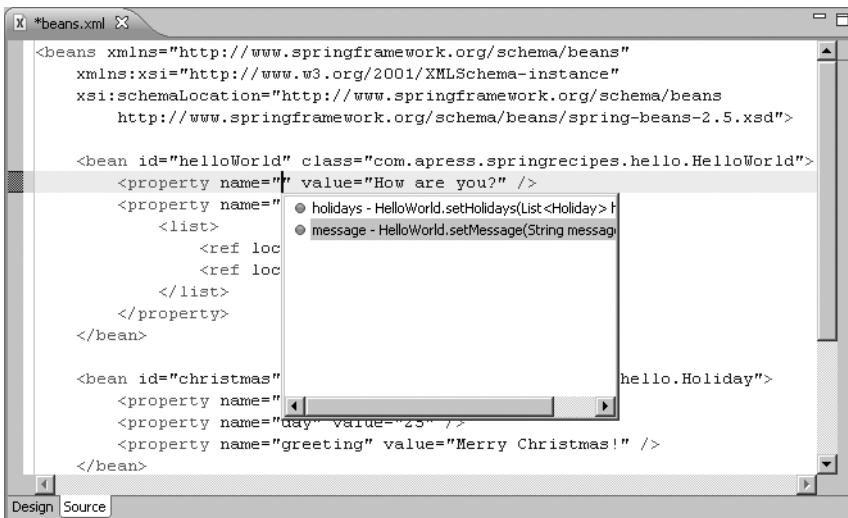 *beans.xml
<beans xmlns="http://www.springframework.org/schema/beans"
xmlns:xsi="http://www.w3.org/2001/XMLSchema-instance"
xsi:schemaLocation="http://www.springframework.org/schema/beans
http://www.springframework.org/schema/beans/spring-beans-2.5.xsd">
<bean id="helloWorld" class="com.apress.springrecipes.hello.HelloWorld">
<property name="" value="How are you?" />
<property name="
holidays - HelloWorld.setHolidays(List<Holiday> h
<list>
message - HelloWorld.setMessage(String messag
<ref loc
<ref loc
</list>
</property>
</bean>
<bean id="christmas" hello.Holiday">
<property name="
<property name="day" value="25" />
<property name="greeting" value="Merry Christmas!" />
</bean>
Design Source